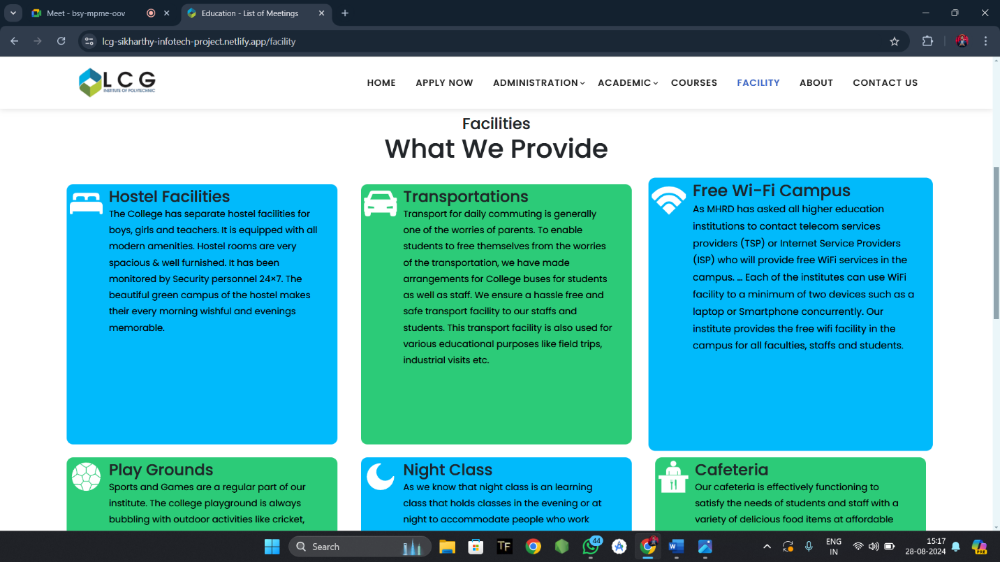 Meet - bsy-mpme-oov
Education - List of Meetings
lcg-sikharthy-infotech-project.netlify.app/facility
LCG
INSTITUTE OF POLYTECHNIC
HOME
APPLY NOW
ADMINISTRATION
ACADEMIC
COURSES
FACILITY
ABOUT
CONTACT US
Facilities
What We Provide
Hostel Facilities
The College has separate hostel facilities for
boys, girls and teachers. It is equipped with all
modern amenities. Hostel rooms are very
spacious & well furnished. It has been
monitored by Security personnel 24×7. The
beautiful green campus of the hostel makes
their every morning wishful and evenings
memorable.
Transportations
Transport for daily commuting is generally
one of the worries of parents. To enable
students to free themselves from the worries
of the transportation, we have made
arrangements for College buses for students
as well as staff. We ensure a hassle free and
safe transport facility to our staffs and
students. This transport facility is also used for
various educational purposes like field trips,
industrial visits etc.
Free Wi-Fi Campus
As MHRD has asked all higher education
institutions to contact telecom services
providers (TSP) or Internet Service Providers
(ISP) who will provide free WiFi services in the
campus. ... Each of the institutes can use WiFi
facility to a minimum of two devices such as a
laptop or Smartphone concurrently. Our
institute provides the free wifi facility in the
campus for all faculties, staffs and students.
Play Grounds
Sports and Games are a regular part of our
institute. The college playground is always
bubbling with outdoor activities like cricket,
Night Class
As we know that night class is an learning
class that holds classes in the evening or at
night to accommodate people who work
Cafeteria
Our cafeteria is effectively functioning to
satisfy the needs of students and staff with a
variety of delicious food items at affordable
Search
TF
44
ENG
IN
15:17
28-08-2024
PRE